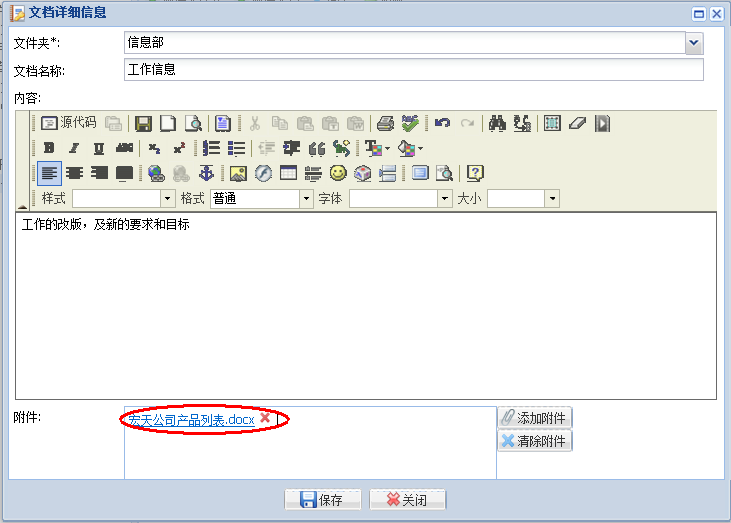 文档详细信息
文件夹*:
信息部
文档名称:
工作信息
内容:
源代码
B I U ABC x₂ x²
样式 格式 普通 字体 大小
工作的改版，及新的要求和目标
附件:
宏天公司产品列表.docx
添加附件
清除附件
保存 关闭